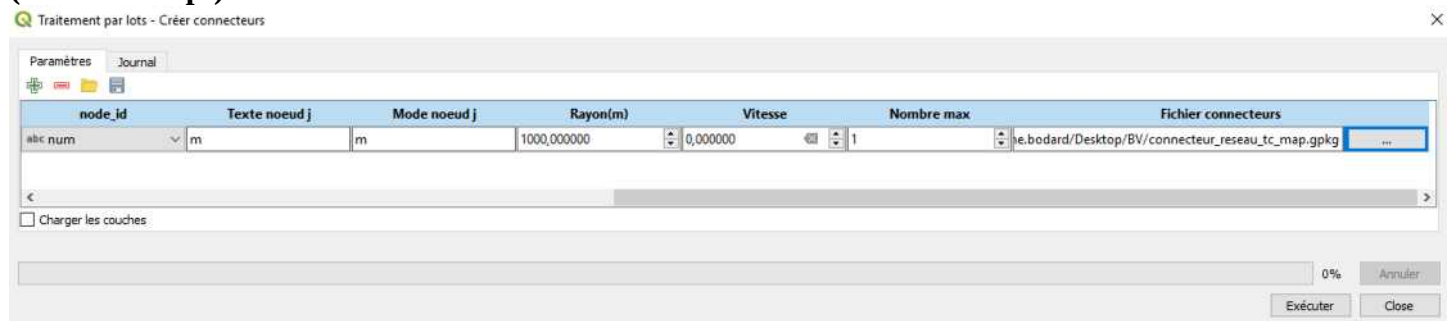 Traitement par lots - Créer connecteurs
Paramètres Journal
node_id Texte noeud j Mode noeud j Rayon(m) Vitesse Nombre max Fichier connecteurs
abc num m m 1000,000000 0,000000 1 ie.bodard/Desktop/BV/connecteur_reseau_tc_map.gpkg ...
Charger les couches
0% Annuler
Exécuter Close